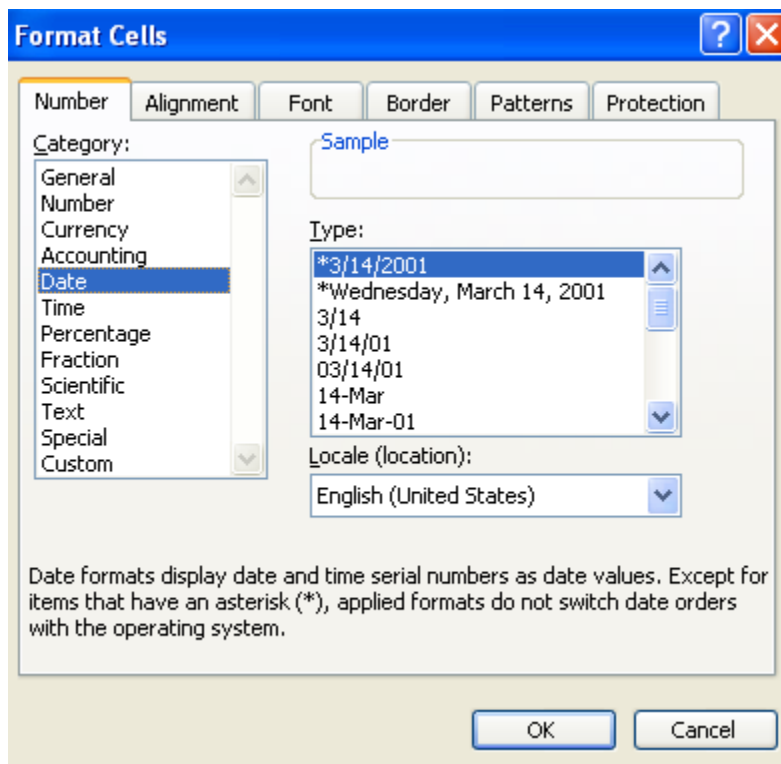 Format Cells
Number Alignment Font Border Patterns Protection
Category:
General
Number
Currency
Accounting
Date
Time
Percentage
Fraction
Scientific
Text
Special
Custom
Sample
Type:
*3/14/2001
*Wednesday, March 14, 2001
3/14
3/14/01
03/14/01
14-Mar
14-Mar-01
Locale (location):
English (United States)
Date formats display date and time serial numbers as date values. Except for
items that have an asterisk (*), applied formats do not switch date orders
with the operating system.
OK Cancel